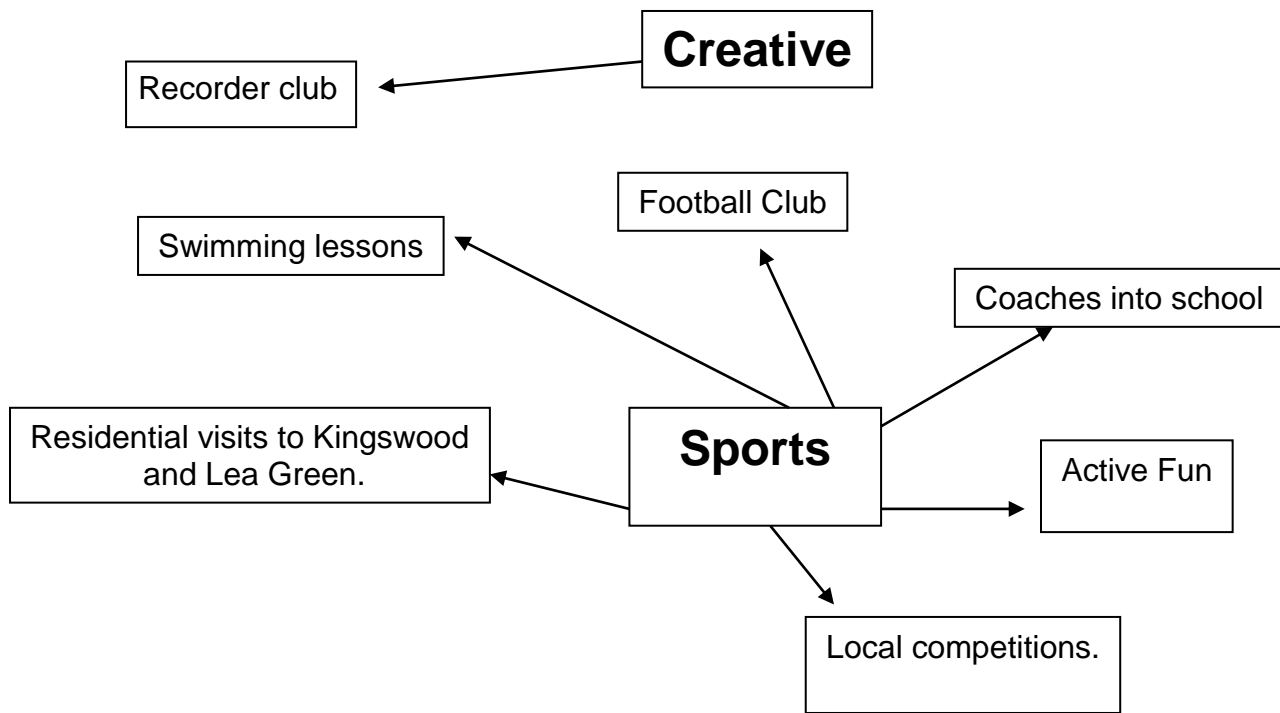 Creative
Recorder club
Football Club
Swimming lessons
Coaches into school
Residential visits to Kingswood
and Lea Green.
Sports
Active Fun
Local competitions.